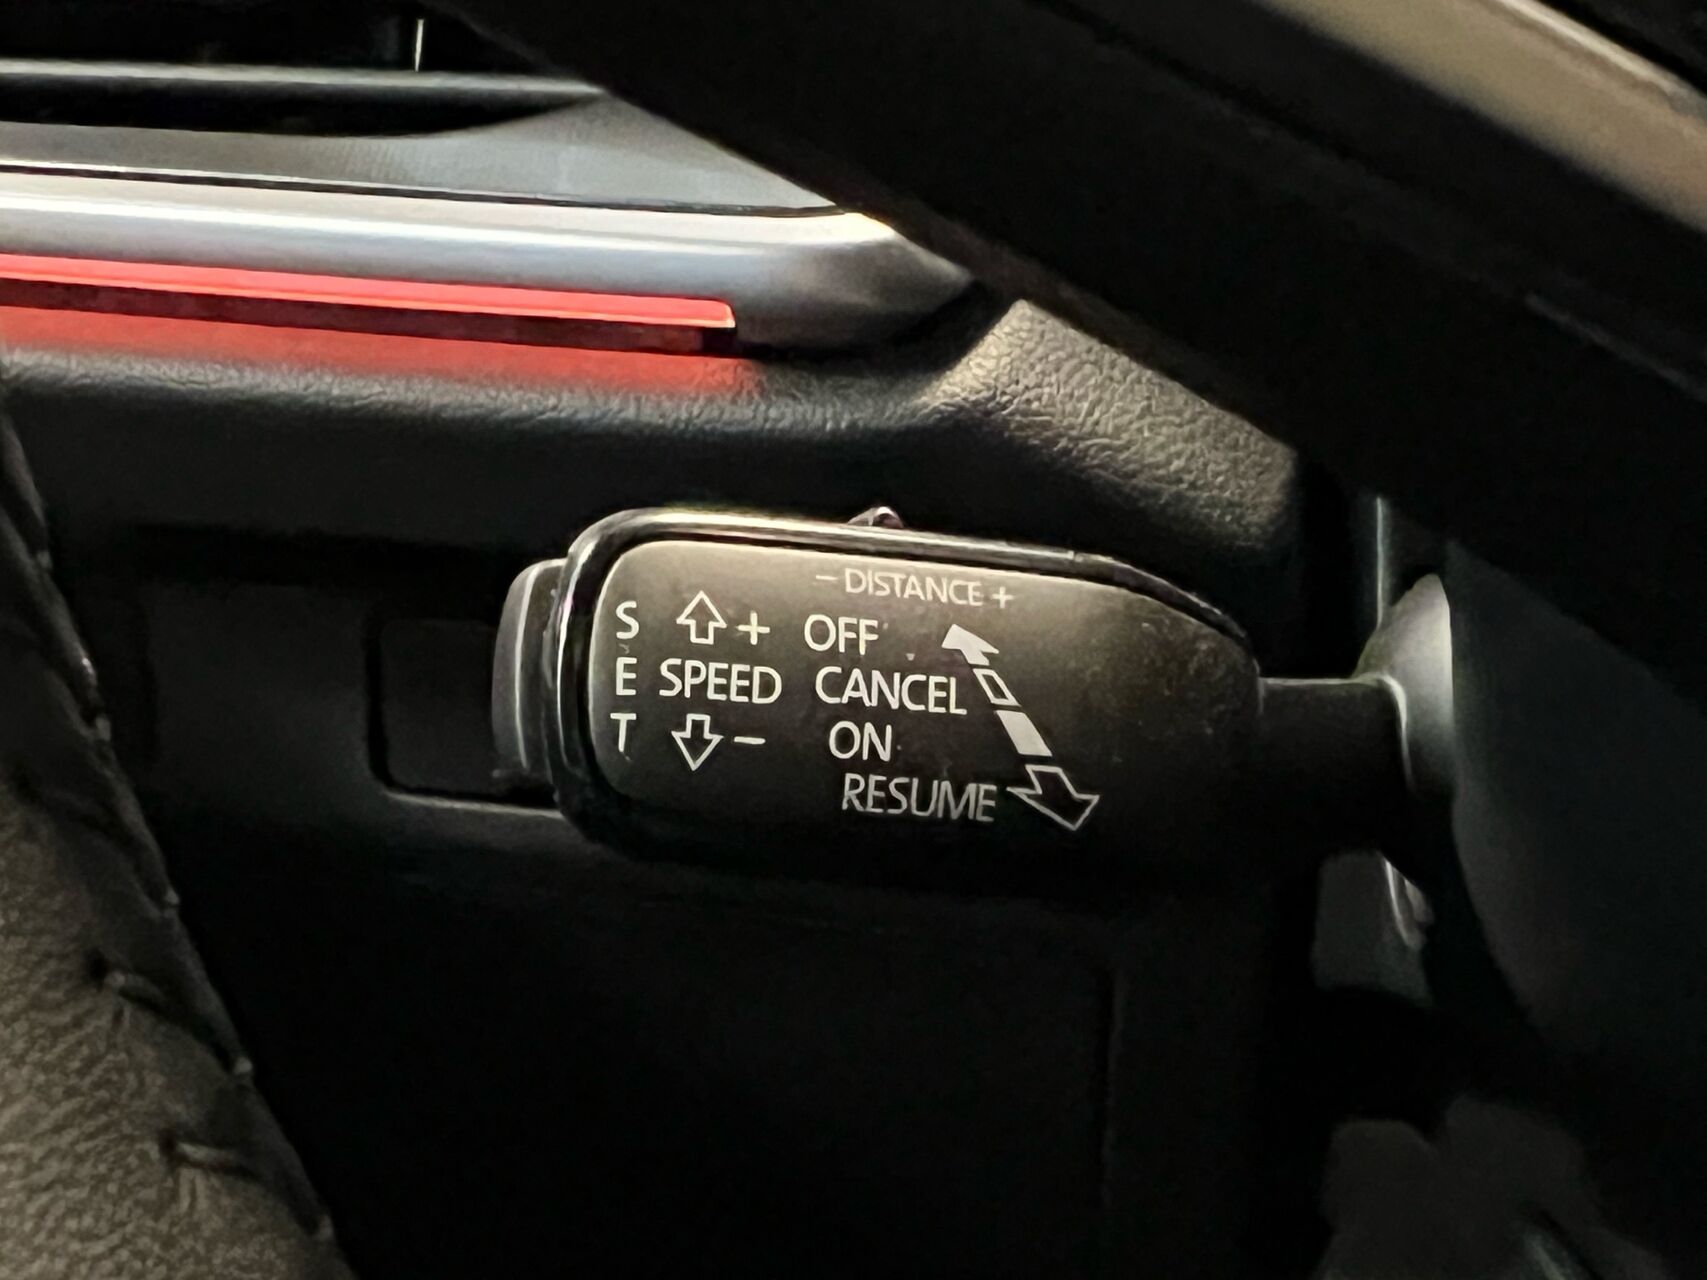 - DISTANCE +
S + OFF
E SPEED CANCEL
T - ON
RESUME